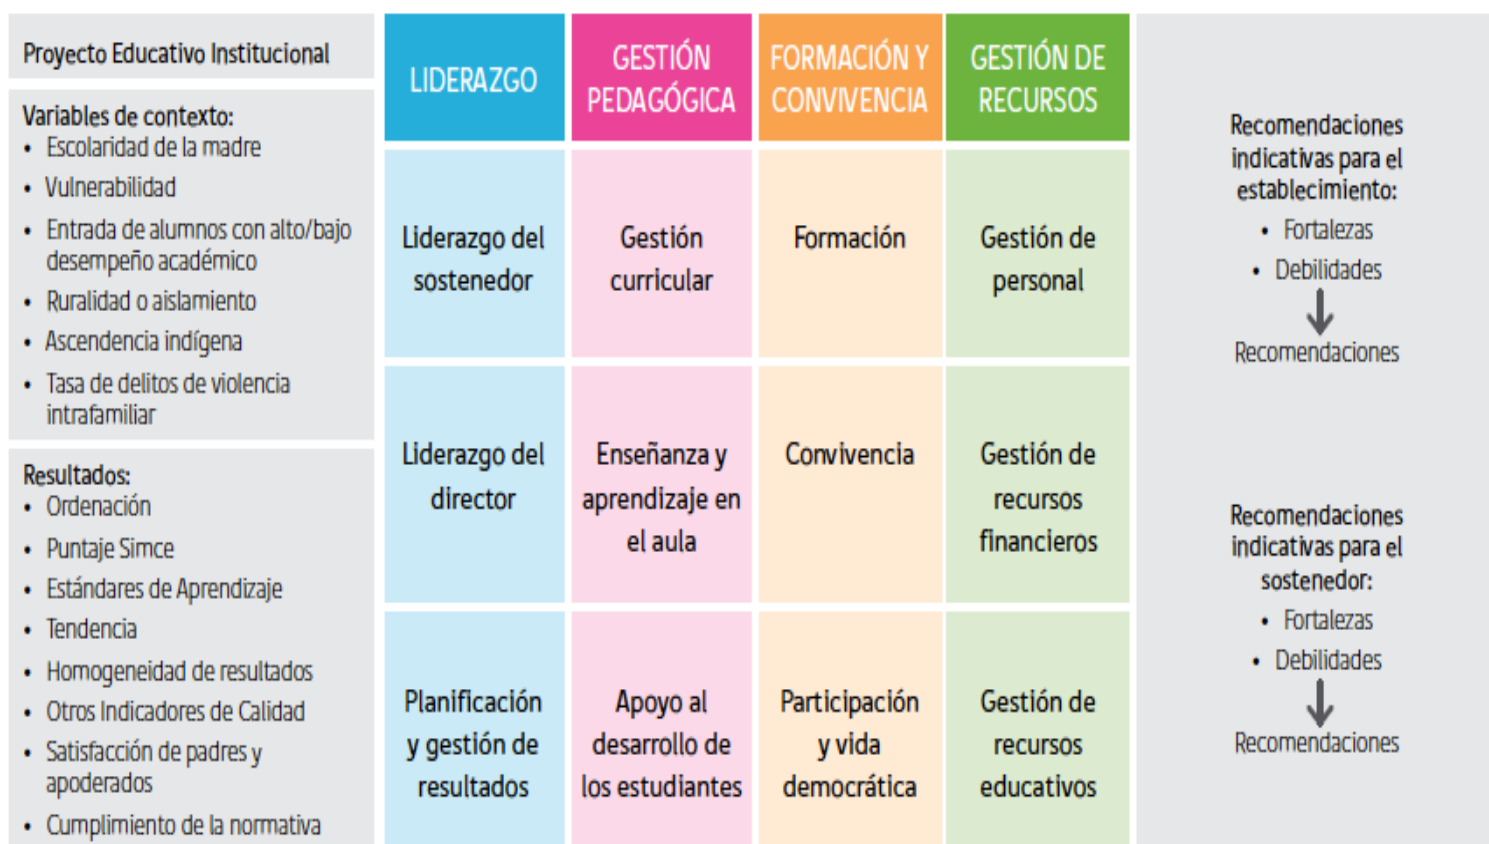 Proyecto Educativo Institucional
Variables de contexto:
• Escolaridad de la madre
• Vulnerabilidad
• Entrada de alumnos con alto/bajo
desempeño académico
• Ruralidad o aislamiento
• Ascendencia indígena
• Tasa de delitos de violencia
intrafamiliar
Resultados:
• Ordenación
• Puntaje Simce
• Estándares de Aprendizaje
• Tendencia
• Homogeneidad de resultados
• Otros Indicadores de Calidad
• Satisfacción de padres y
apoderados
• Cumplimiento de la normativa
LIDERAZGO
Liderazgo del
sostenedor
Liderazgo del
director
Planificación
y gestión de
resultados
GESTIÓN
PEDAGÓGICA
Gestión
curricular
Enseñanza y
aprendizaje en
el aula
Apoyo al
desarrollo de
los estudiantes
FORMACIÓN Y
CONVIVENCIA
Formación
Convivencia
Participación
y vida
democrática
GESTIÓN DE
RECURSOS
Gestión de
personal
Gestión de
recursos
financieros
Gestión de
recursos
educativos
Recomendaciones
indicativas para el
establecimiento:
• Fortalezas
• Debilidades
Recomendaciones
Recomendaciones
indicativas para el
sostenedor:
• Fortalezas
• Debilidades
Recomendaciones